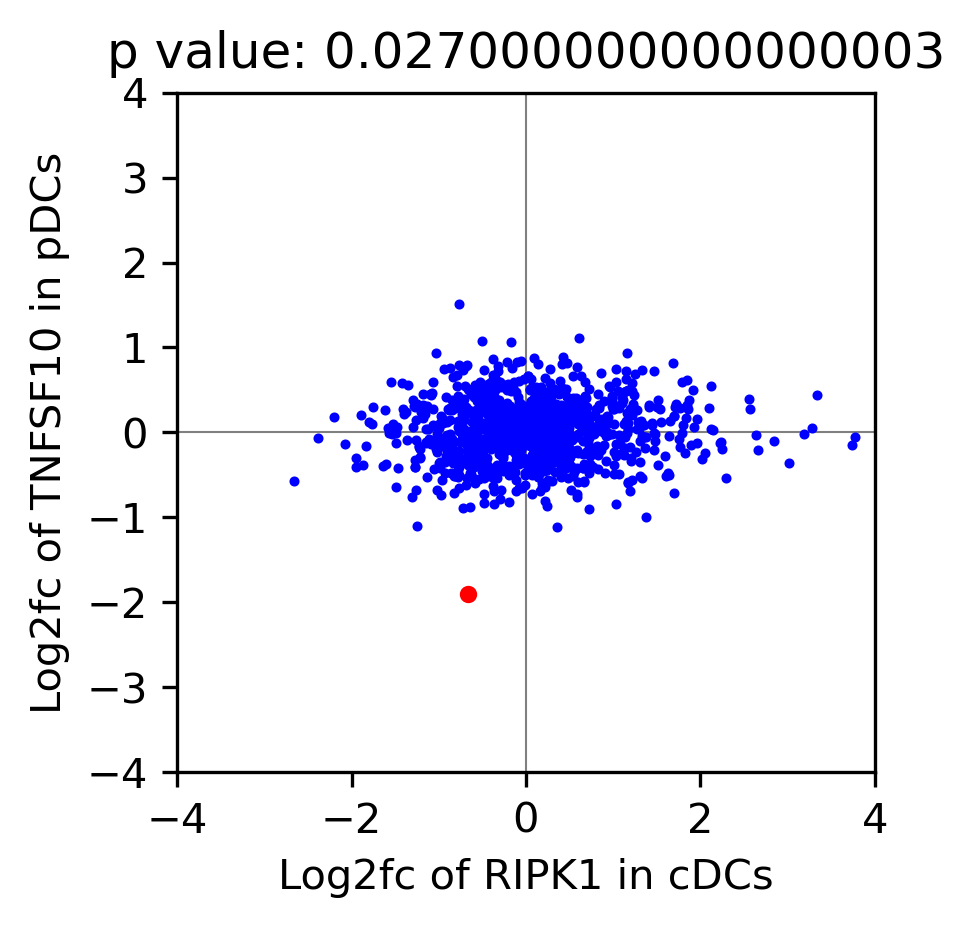 p value: 0.027000000000000003
4
3
2
1
0
−1
−2
−3
−4
Log2fc of TNFSF10 in pDCs
−4 −2 0 2 4
Log2fc of RIPK1 in cDCs